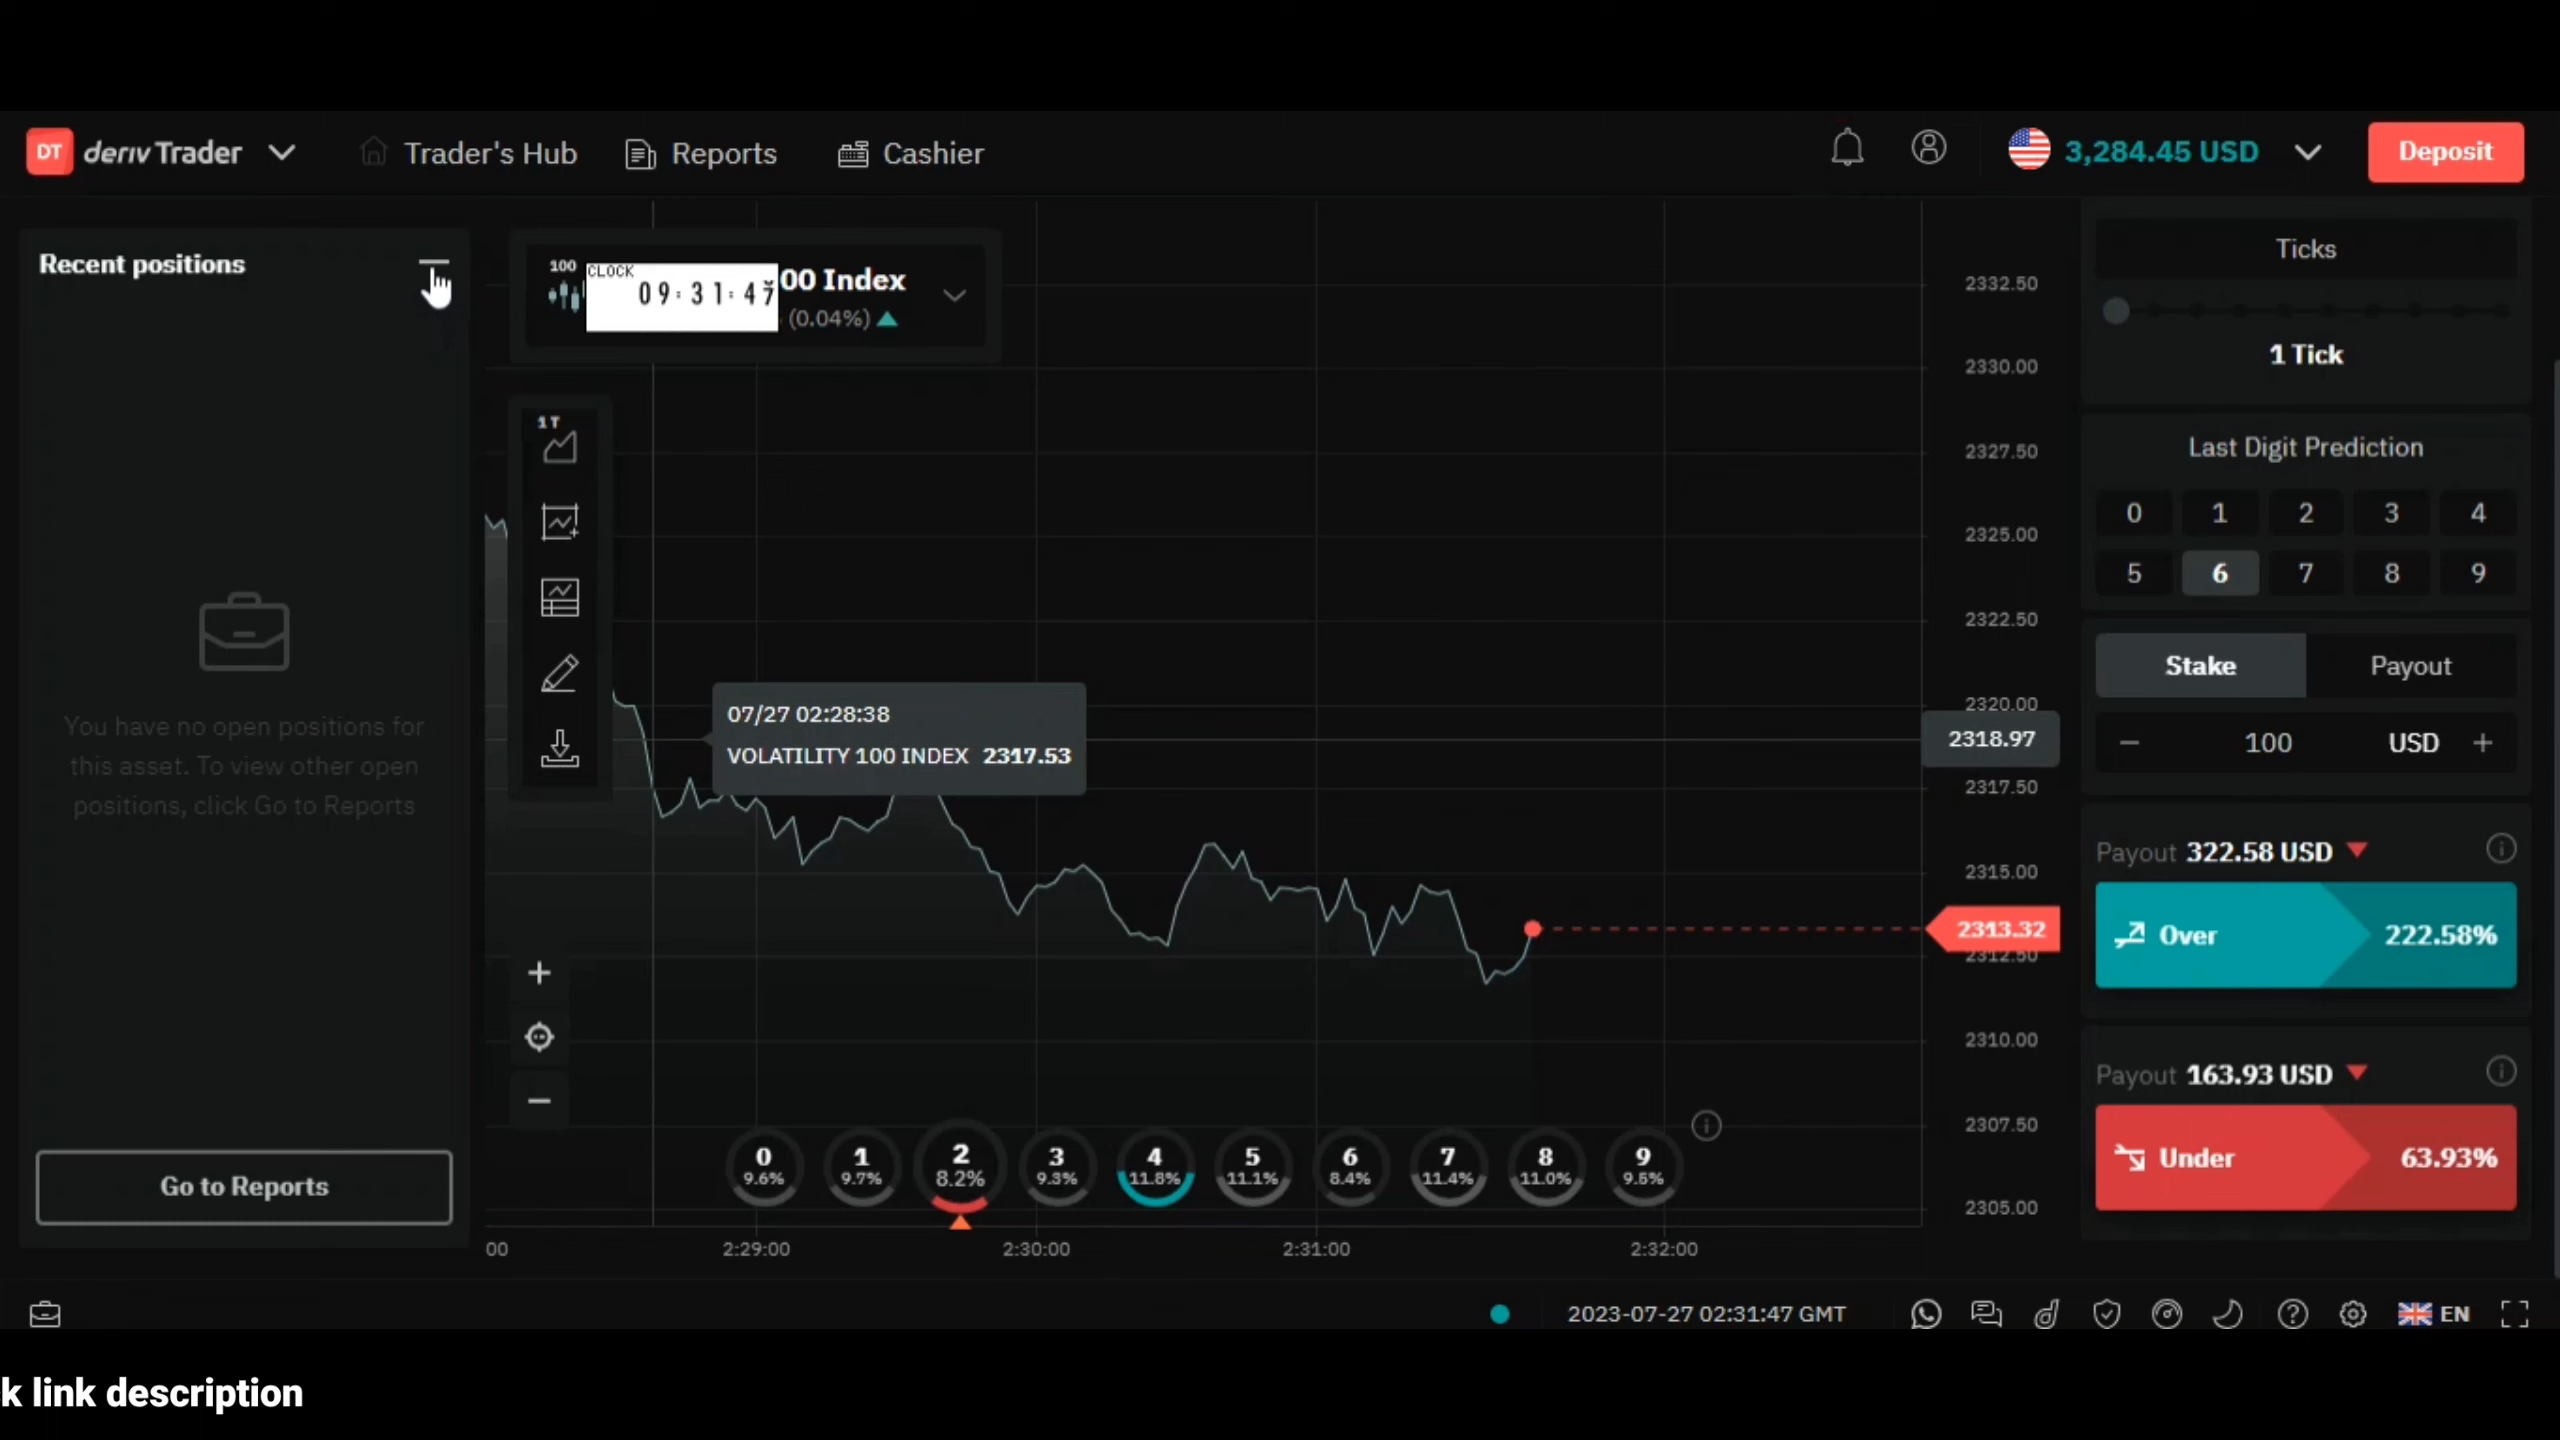 DT deriv Trader
Trader's Hub
Reports
Cashier
3,284.45 USD
Deposit
Recent positions
You have no open positions for
this asset. To view other open
positions, click Go to Reports
Go to Reports
100
CLOCK
09:31:47
00 Index
(0.04%)
1T
07/27 02:28:38
VOLATILITY 100 INDEX 2317.53
2332.50
2330.00
2327.50
2325.00
2322.50
2320.00
2318.97
2317.50
2315.00
2313.32
2312.50
2310.00
2307.50
2305.00
0 1 2 3 4 5 6 7 8 9
9.6% 9.7% 8.2% 9.3% 11.8% 11.1% 8.4% 11.4% 11.0% 9.5%
00 2:29:00 2:30:00 2:31:00 2:32:00
Ticks
1 Tick
Last Digit Prediction
0 1 2 3 4
5 6 7 8 9
Stake Payout
− 100 USD +
Payout 322.58 USD
Over 222.58%
Payout 163.93 USD
Under 63.93%
2023-07-27 02:31:47 GMT
EN
k link description